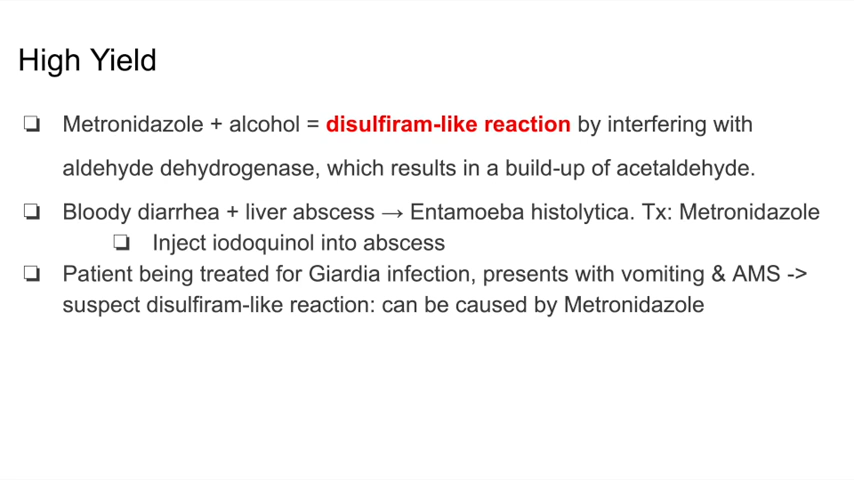 High Yield
❏ Metronidazole + alcohol = disulfiram-like reaction by interfering with
aldehyde dehydrogenase, which results in a build-up of acetaldehyde.
❏ Bloody diarrhea + liver abscess → Entamoeba histolytica. Tx: Metronidazole
❏ Inject iodoquinol into abscess
❏ Patient being treated for Giardia infection, presents with vomiting & AMS ->
suspect disulfiram-like reaction: can be caused by Metronidazole